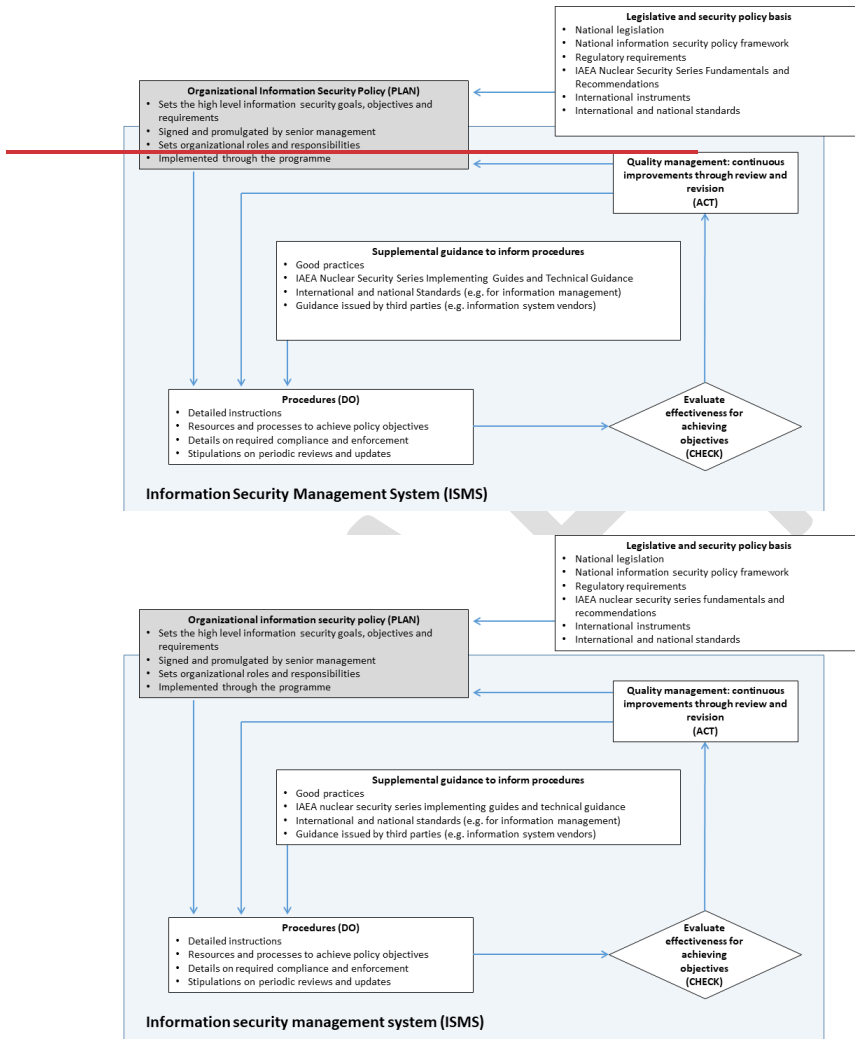 Legislative and security policy basis
• National legislation
• National information security policy framework
• Regulatory requirements
• IAEA Nuclear Security Series Fundamentals and
Recommendations
• International instruments
• International and national standards
Organizational Information Security Policy (PLAN)
• Sets the high level information security goals, objectives and
requirements
• Signed and promulgated by senior management
• Sets organizational roles and responsibilities
• Implemented through the programme
Quality management: continuous
improvements through review and
revision
(ACT)
Supplemental guidance to inform procedures
• Good practices
• IAEA Nuclear Security Series Implementing Guides and Technical Guidance
• International and national Standards (e.g. for information management)
• Guidance issued by third parties (e.g. information system vendors)
Procedures (DO)
• Detailed instructions
• Resources and processes to achieve policy objectives
• Details on required compliance and enforcement
• Stipulations on periodic reviews and updates
Evaluate
effectiveness for
achieving
objectives
(CHECK)
Information Security Management System (ISMS)
Legislative and security policy basis
• National legislation
• National information security policy framework
• Regulatory requirements
• IAEA nuclear security series fundamentals and
recommendations
• International instruments
• International and national standards
Organizational information security policy (PLAN)
• Sets the high level information security goals, objectives and
requirements
• Signed and promulgated by senior management
• Sets organizational roles and responsibilities
• Implemented through the programme
Quality management: continuous
improvements through review and
revision
(ACT)
Supplemental guidance to inform procedures
• Good practices
• IAEA nuclear security series implementing guides and technical guidance
• International and national standards (e.g. for information management)
• Guidance issued by third parties (e.g. information system vendors)
Procedures (DO)
• Detailed instructions
• Resources and processes to achieve policy objectives
• Details on required compliance and enforcement
• Stipulations on periodic reviews and updates
Evaluate
effectiveness for
achieving
objectives
(CHECK)
Information security management system (ISMS)